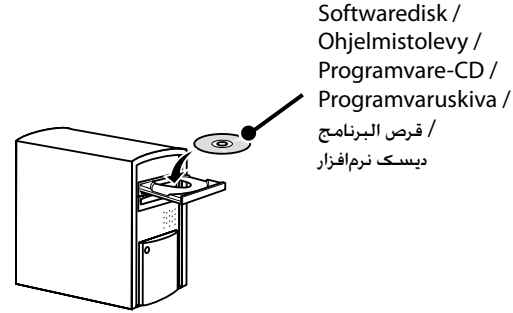 Softwaredisk /
Ohjelmistolevy /
Programvare-CD /
Programvaruskiva /
قرص البرنامج /
دیسک نرم‌افزار